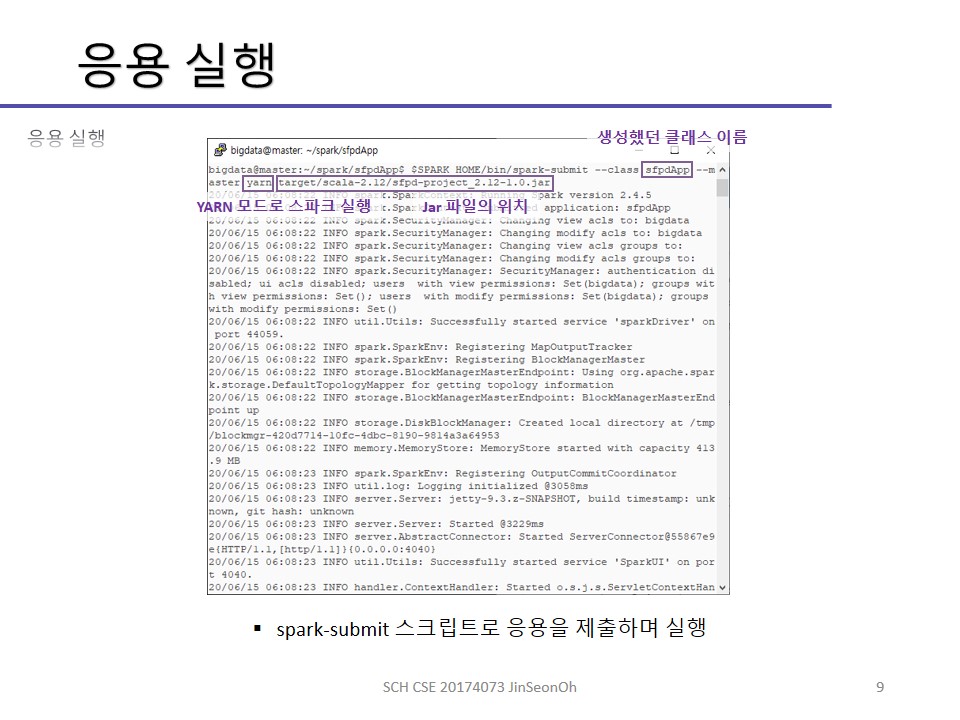 응용 실행
응용 실행
생성했던 클래스 이름
bigdata@master: ~/spark/sfpdApp
bigdata@master:~/spark/sfpdApp$ $SPARK_HOME/bin/spark-submit --class sfpdApp --m
aster yarn target/scala-2.12/sfpd-project_2.12-1.0.jar
20/06/15 06:08:22 INFO spark.SparkContext: Running Spark version 2.4.5
YARN 모드로 스파크 실행
Jar 파일의 위치
application: sfpdApp
20/06/15 06:08:22 INFO spark.SecurityManager: Changing view acls to: bigdata
20/06/15 06:08:22 INFO spark.SecurityManager: Changing modify acls to: bigdata
20/06/15 06:08:22 INFO spark.SecurityManager: Changing view acls groups to:
20/06/15 06:08:22 INFO spark.SecurityManager: Changing modify acls groups to:
20/06/15 06:08:22 INFO spark.SecurityManager: SecurityManager: authentication di
sabled; ui acls disabled; users  with view permissions: Set(bigdata); groups wit
h view permissions: Set(); users  with modify permissions: Set(bigdata); groups
with modify permissions: Set()
20/06/15 06:08:22 INFO util.Utils: Successfully started service 'sparkDriver' on
port 44059.
20/06/15 06:08:22 INFO spark.SparkEnv: Registering MapOutputTracker
20/06/15 06:08:22 INFO spark.SparkEnv: Registering BlockManagerMaster
20/06/15 06:08:22 INFO storage.BlockManagerMasterEndpoint: Using org.apache.spar
k.storage.DefaultTopologyMapper for getting topology information
20/06/15 06:08:22 INFO storage.BlockManagerMasterEndpoint: BlockManagerMasterEnd
point up
20/06/15 06:08:22 INFO storage.DiskBlockManager: Created local directory at /tmp
/blockmgr-420d7714-10fc-4dbc-8190-9814a3a64953
20/06/15 06:08:22 INFO memory.MemoryStore: MemoryStore started with capacity 413
.9 MB
20/06/15 06:08:23 INFO spark.SparkEnv: Registering OutputCommitCoordinator
20/06/15 06:08:23 INFO util.log: Logging initialized @3058ms
20/06/15 06:08:23 INFO server.Server: jetty-9.3.z-SNAPSHOT, build timestamp: unk
nown, git hash: unknown
20/06/15 06:08:23 INFO server.Server: Started @3229ms
20/06/15 06:08:23 INFO server.AbstractConnector: Started ServerConnector@55867e9
e{HTTP/1.1,[http/1.1]}{0.0.0.0:4040}
20/06/15 06:08:23 INFO util.Utils: Successfully started service 'SparkUI' on por
t 4040.
20/06/15 06:08:23 INFO handler.ContextHandler: Started o.s.j.s.ServletContextHan
▪ spark-submit 스크립트로 응용을 제출하며 실행
SCH CSE 20174073 JinSeonOh
9